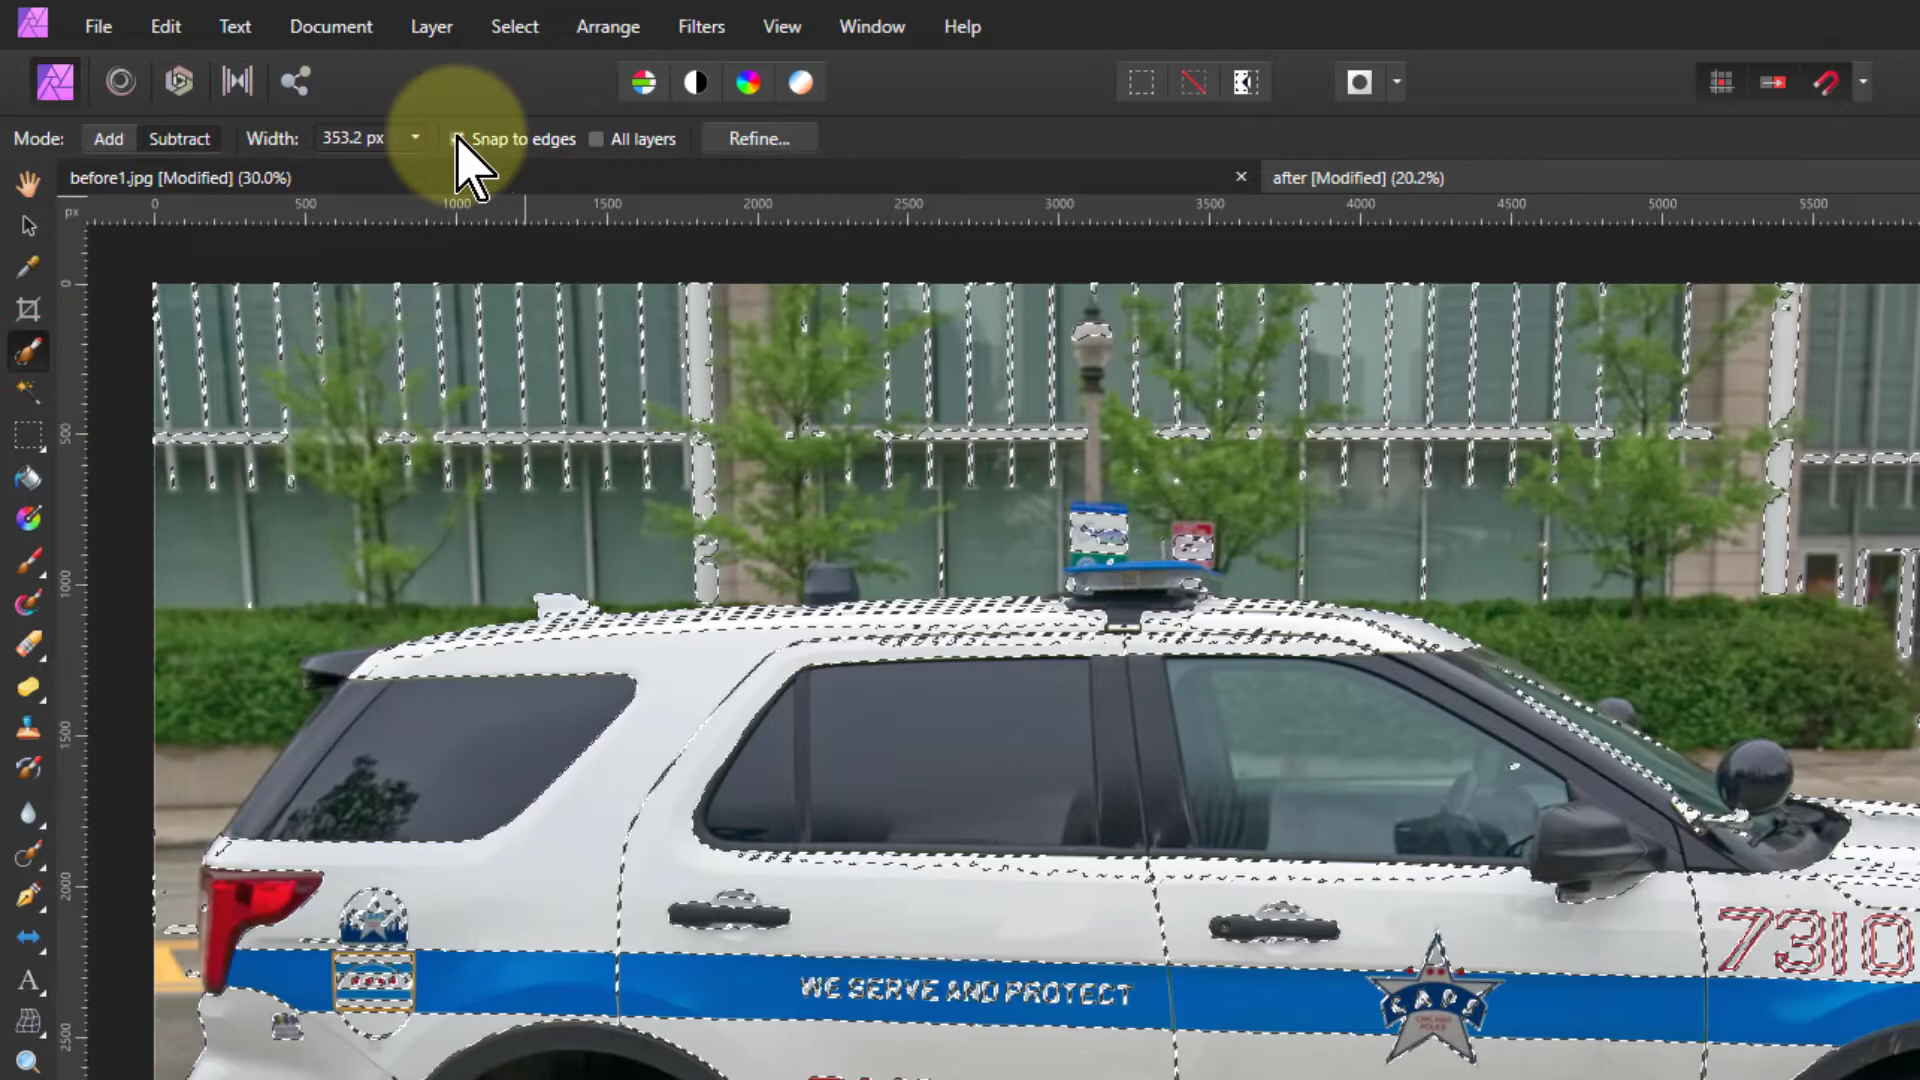 File Edit Text Document Layer Select Arrange Filters View Window Help
Mode: Add Subtract Width: 353.2 px Snap to edges All layers Refine...
before1.jpg [Modified] (30.0%) × after [Modified] (20.2%)
px 0 500 1000 1500 2000 2500 3000 3500 4000 4500 5000 5500
0
500
1000
1500
2000
2500
7310
WE SERVE AND PROTECT
CAPS
CHICAGO
POLICE